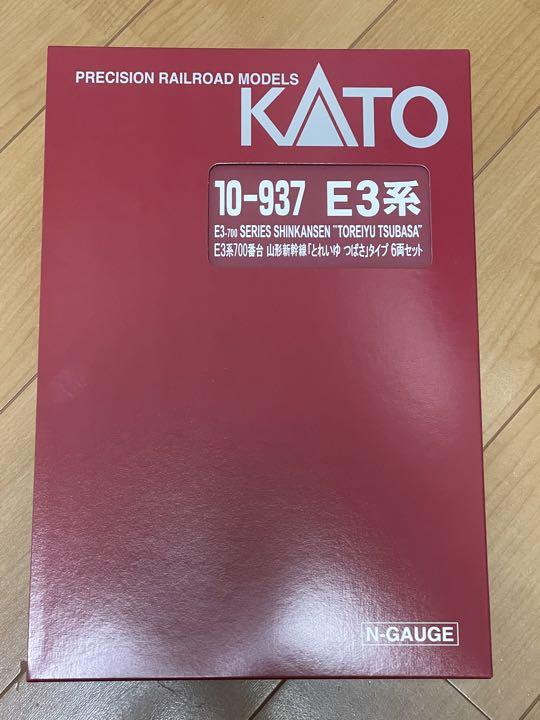 PRECISION RAILROAD MODELS
KATO
10-937 E3系
E3-700 SERIES SHINKANSEN "TOREIYU TSUBASA"
E3系700番台 山形新幹線「とれいゆ つばさ」タイプ 6両セット
N-GAUGE